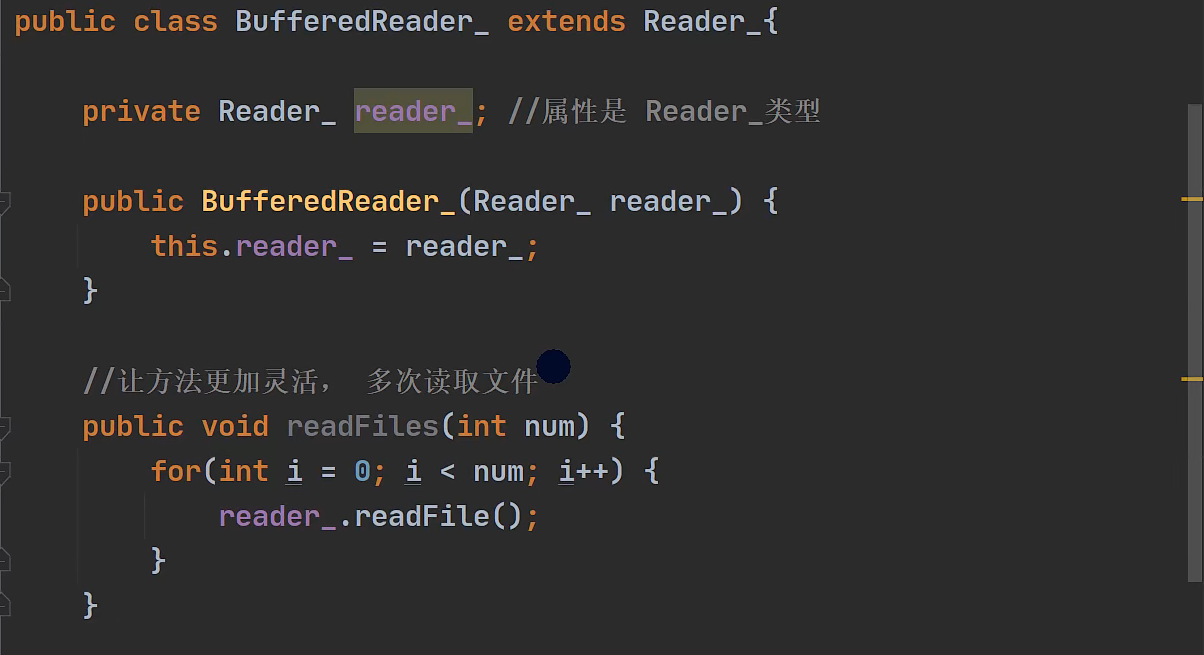 public class BufferedReader_ extends Reader_{
private Reader_ reader_; //属性是 Reader_类型
public BufferedReader_(Reader_ reader_) {
this.reader_ = reader_;
}
//让方法更加灵活， 多次读取文件
public void readFiles(int num) {
for(int i = 0; i < num; i++) {
reader_.readFile();
}
}